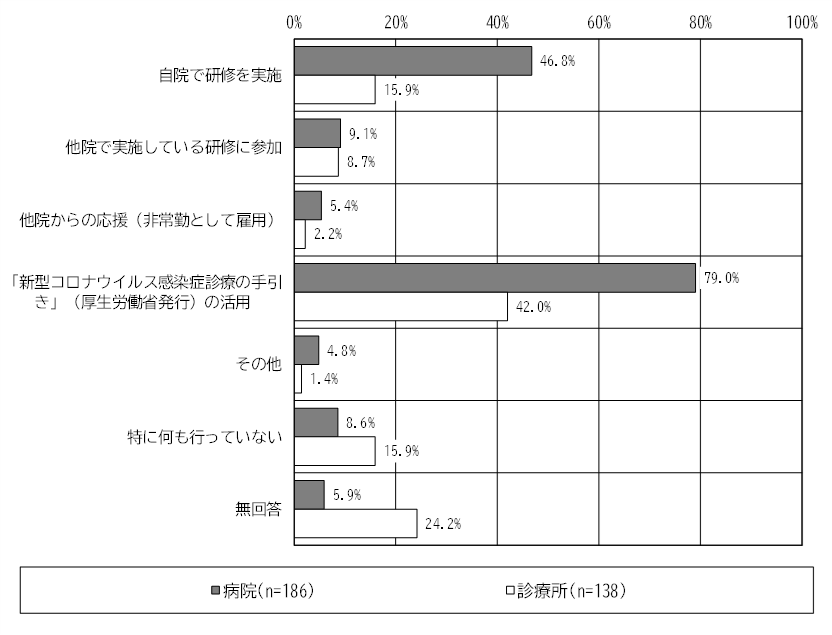 0% 20% 40% 60% 80% 100%
自院で研修を実施
46.8%
15.9%
他院で実施している研修に参加
9.1%
8.7%
他院からの応援（非常勤として雇用）
5.4%
2.2%
「新型コロナウイルス感染症診療の手引
き」（厚生労働省発行）の活用
79.0%
42.0%
その他
4.8%
1.4%
特に何も行っていない
8.6%
15.9%
無回答
5.9%
24.2%
病院(n=186) 診療所(n=138)